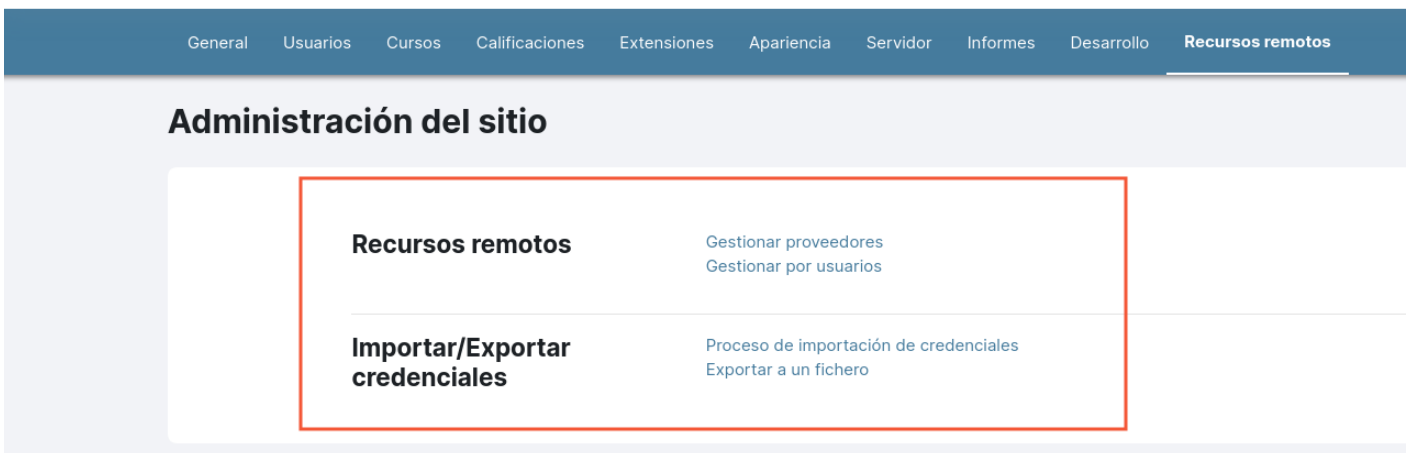 General Usuarios Cursos Calificaciones Extensiones Apariencia Servidor Informes Desarrollo Recursos remotos
Administración del sitio
Recursos remotos
Gestionar proveedores
Gestionar por usuarios
Importar/Exportar
credenciales
Proceso de importación de credenciales
Exportar a un fichero